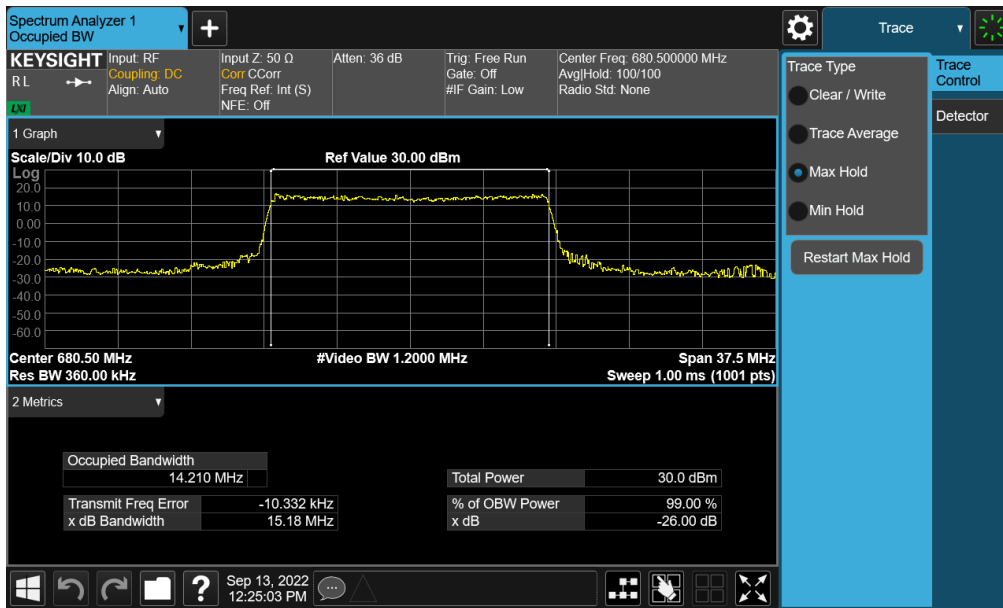 Spectrum Analyzer 1
Occupied BW
Trace
KEYSIGHT
R L
LXI
Input: RF
Coupling: DC
Align: Auto
Input Z: 50 Ω
Corr CCorr
Freq Ref: Int (S)
NFE: Off
Atten: 36 dB
Trig: Free Run
Gate: Off
#IF Gain: Low
Center Freq: 680.500000 MHz
Avg|Hold: 100/100
Radio Std: None
Trace Type
Clear / Write
Trace Average
Max Hold
Min Hold
Restart Max Hold
Trace
Control
Detector
1 Graph
Scale/Div 10.0 dB
Ref Value 30.00 dBm
Log
20.0
10.0
0.00
-10.0
-20.0
-30.0
-40.0
-50.0
-60.0
Center 680.50 MHz
#Video BW 1.2000 MHz
Span 37.5 MHz
Res BW 360.00 kHz
Sweep 1.00 ms (1001 pts)
2 Metrics
Occupied Bandwidth
14.210 MHz
Total Power 30.0 dBm
Transmit Freq Error -10.332 kHz
% of OBW Power 99.00 %
x dB Bandwidth 15.18 MHz
x dB -26.00 dB
?
Sep 13, 2022
12:25:03 PM